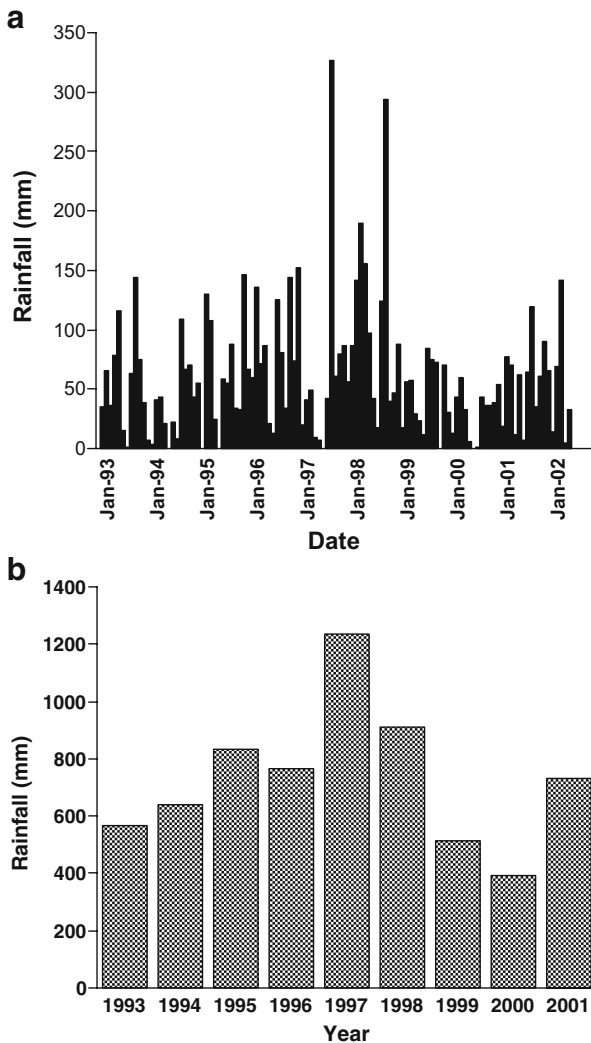 a
350
300
250
200
150
100
50
0
Rainfall (mm)
Jan-93
Jan-94
Jan-95
Jan-96
Jan-97
Jan-98
Jan-99
Jan-00
Jan-01
Jan-02
Date
b
1400
1200
1000
800
600
400
200
0
Rainfall (mm)
1993 1994 1995 1996 1997 1998 1999 2000 2001
Year